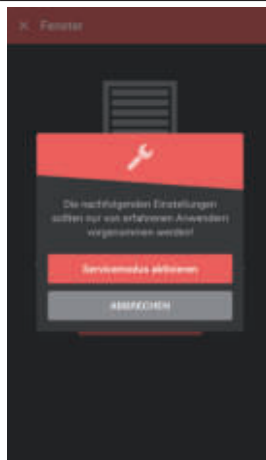 × Fenster
Die nachfolgenden Einstellungen
sollten nur von erfahrenen Anwendern
vorgenommen werden!
Servicemodus aktivieren
ABBRECHEN